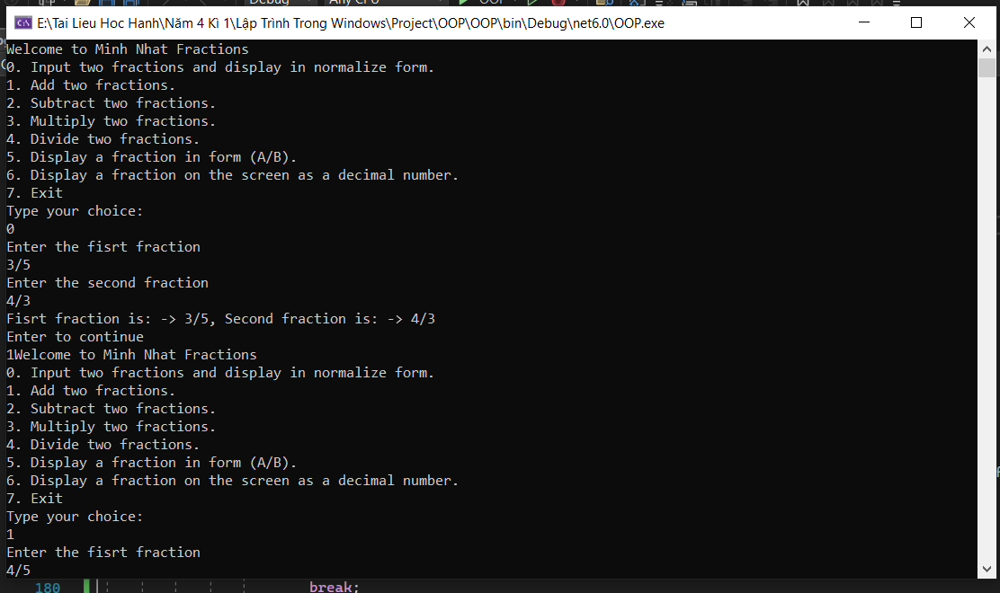 Debug Any CPU OOP
E:\Tai Lieu Hoc Hanh\Năm 4 Kì 1\Lập Trình Trong Windows\Project\OOP\OOP\bin\Debug\net6.0\OOP.exe
Welcome to Minh Nhat Fractions
0. Input two fractions and display in normalize form.
1. Add two fractions.
2. Subtract two fractions.
3. Multiply two fractions.
4. Divide two fractions.
5. Display a fraction in form (A/B).
6. Display a fraction on the screen as a decimal number.
7. Exit
Type your choice:
0
Enter the fisrt fraction
3/5
Enter the second fraction
4/3
Fisrt fraction is: -> 3/5, Second fraction is: -> 4/3
Enter to continue
1Welcome to Minh Nhat Fractions
0. Input two fractions and display in normalize form.
1. Add two fractions.
2. Subtract two fractions.
3. Multiply two fractions.
4. Divide two fractions.
5. Display a fraction in form (A/B).
6. Display a fraction on the screen as a decimal number.
7. Exit
Type your choice:
1
Enter the fisrt fraction
4/5
180 break;